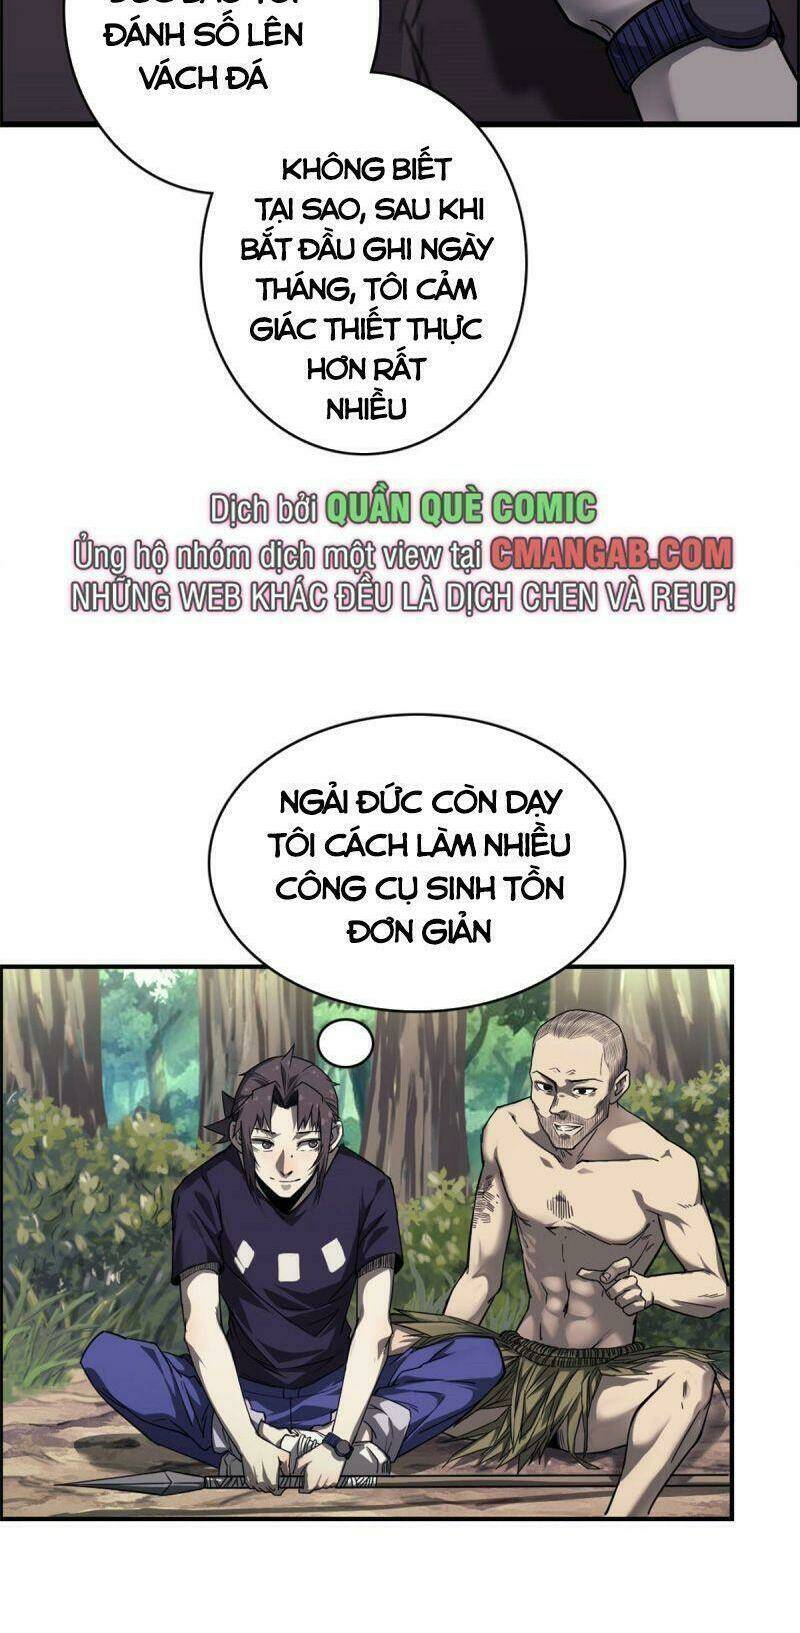 ĐÁNH SỐ LÊN
VÁCH ĐÁ
KHÔNG BIẾT
TẠI SAO, SAU KHI
BẮT ĐẦU GHI NGÀY
THÁNG, TÔI CẢM
GIÁC THIẾT THỰC
HƠN RẤT
NHIỀU
Dịch bởi QUẦN QUÈ COMIC
Ủng hộ nhóm dịch một view tại CMANGAB.COM
NHỮNG WEB KHÁC ĐỀU LÀ DỊCH CHEN VÀ REUP!
NGẢI ĐỨC CÒN DẠY
TÔI CÁCH LÀM NHIỀU
CÔNG CỤ SINH TỒN
ĐƠN GIẢN